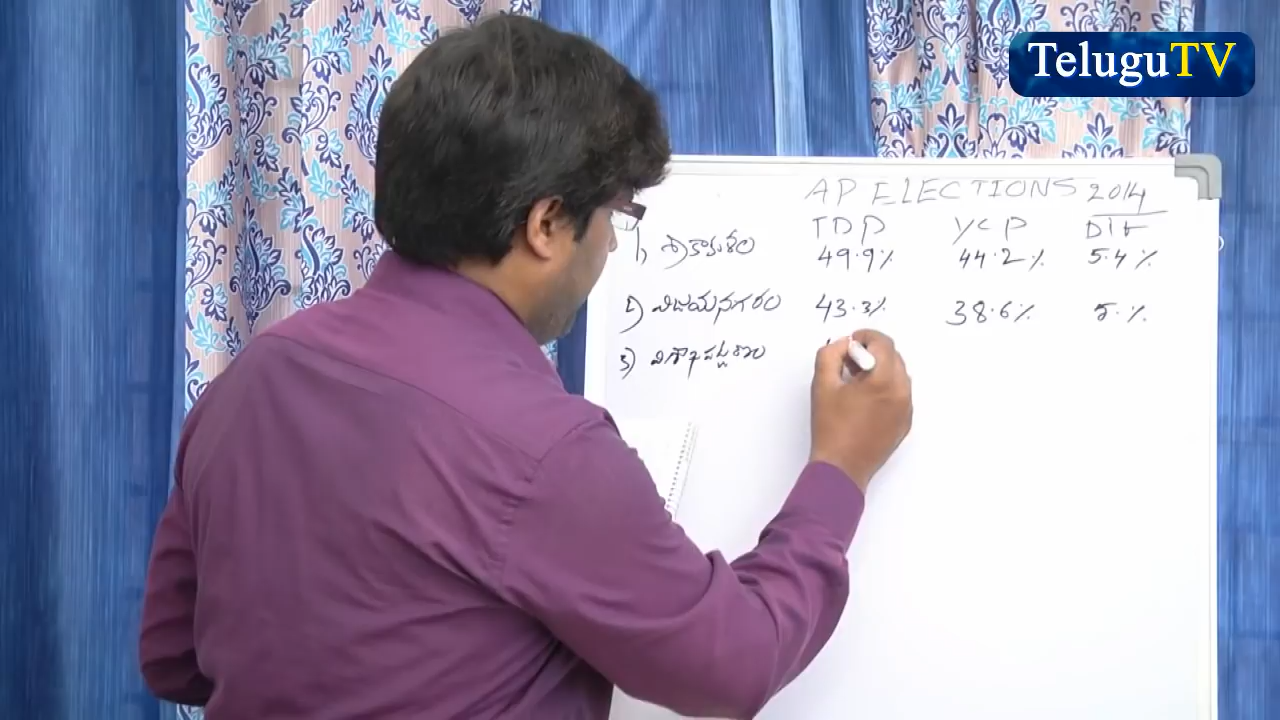 TeluguTV
AP ELECTIONS 2014
TDP YCP Dif
1) శ్రీకాకుళం 49.9% 44.2% 5.4%
2) విజయనగరం 43.3% 38.6% 5.%
3) విశాఖపట్టణం